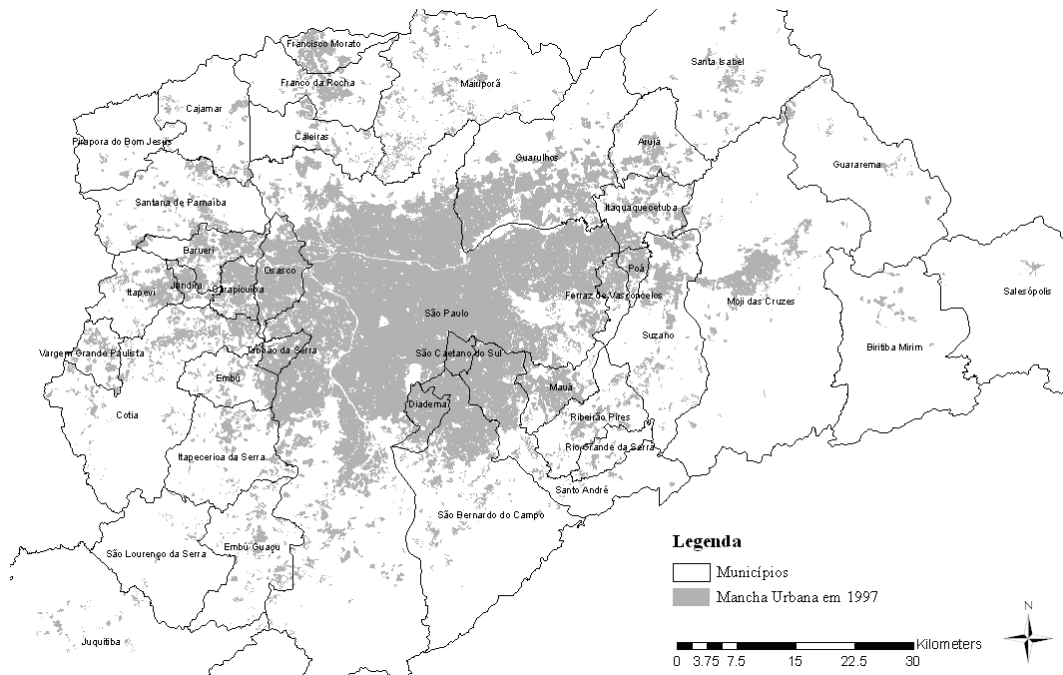 Francisco Morato
Santa Isabel
Franco da Rocha
Mairiporã
Cajamar
Caieiras
Pirapora do Bom Jesus
Arujá
Guarulhos
Guararema
Santana de Parnaíba
Itaquaquecetuba
Barueri
Osasco
Poá
Itapevi
Jandira
Carapicuíba
Ferraz de Vasconcelos
Moji das Cruzes
Salesópolis
São Paulo
Suzano
Biritiba Mirim
Vargem Grande Paulista
Taboão da Serra
São Caetano do Sul
Embú
Mauá
Diadema
Cotia
Ribeirão Pires
Rio Grande da Serra
Itapecerica da Serra
Santo André
São Bernardo do Campo
Embú Guaçu
São Lourenço da Serra
Juquitiba
Legenda
Municípios
Mancha Urbana em 1997
N
Kilometers
0 3.75 7.5 15 22.5 30